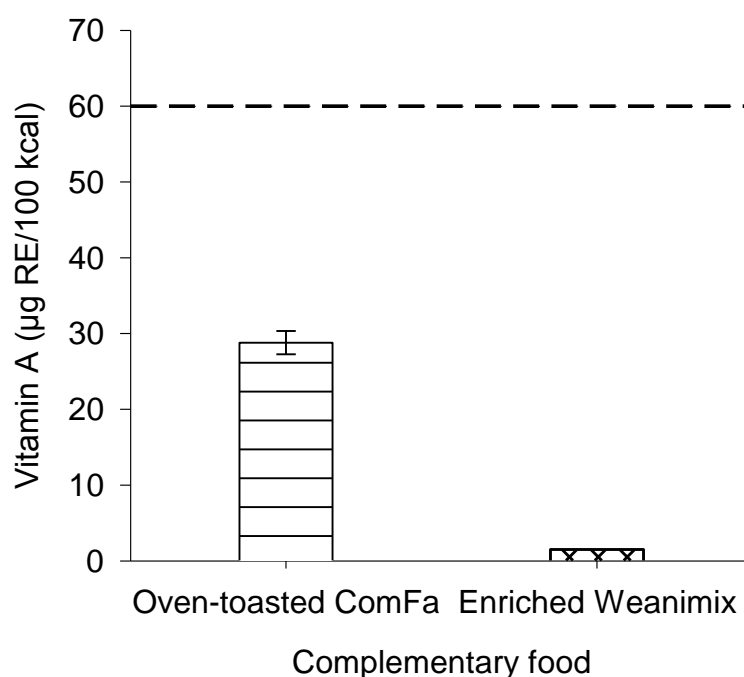 70
60
50
40
30
20
10
0
Vitamin A (µg RE/100 kcal)
Oven-toasted ComFa Enriched Weanimix
Complementary food